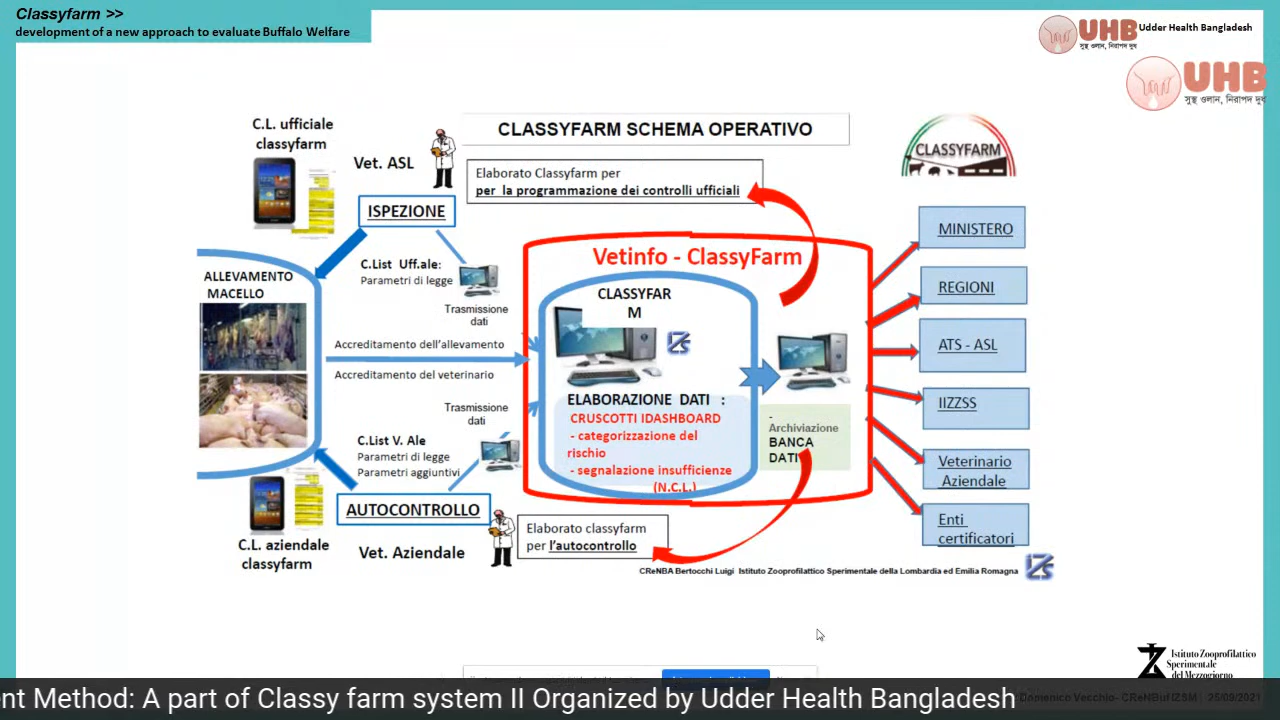 Classyfarm >>
development of a new approach to evaluate Buffalo Welfare
UHB
সুস্থ ওলান, নিরাপদ দুধ
Udder Health Bangladesh
UHB
সুস্থ ওলান, নিরাপদ দুধ
CLASSYFARM SCHEMA OPERATIVO
C.L. ufficiale
classyfarm
Vet. ASL
Elaborato Classyfarm per
per la programmazione dei controlli ufficiali
CLASSYFARM
ISPEZIONE
C.List Uff.ale:
Parametri di legge
Trasmissione
dati
ALLEVAMENTO
MACELLO
Accreditamento dell'allevamento
Accreditamento del veterinario
Trasmissione
dati
C.List V. Ale
Parametri di legge
Parametri aggiuntivi
AUTOCONTROLLO
C.L. aziendale
classyfarm
Vet. Aziendale
Elaborato classyfarm
per l'autocontrollo
Vetinfo - ClassyFarm
CLASSYFAR
M
ELABORAZIONE DATI :
CRUSCOTTI IDASHBOARD
- categorizzazione del
rischio
- segnalazione insufficienze
(N.C.L.)
-
Archiviazione
BANCA
DATI
MINISTERO
REGIONI
ATS - ASL
IIZZSS
Veterinario
Aziendale
Enti
certificatori
CReNBA Bertocchi Luigi Istituto Zooprofilattico Sperimentale della Lombardia ed Emilia Romagna
Istituto Zooprofilattico
Sperimentale
del Mezzogiorno
Domenico Vecchio- CReNBuf IZSM | 25/09/2021
nt Method: A part of Classy farm system II Organized by Udder Health Bangladesh